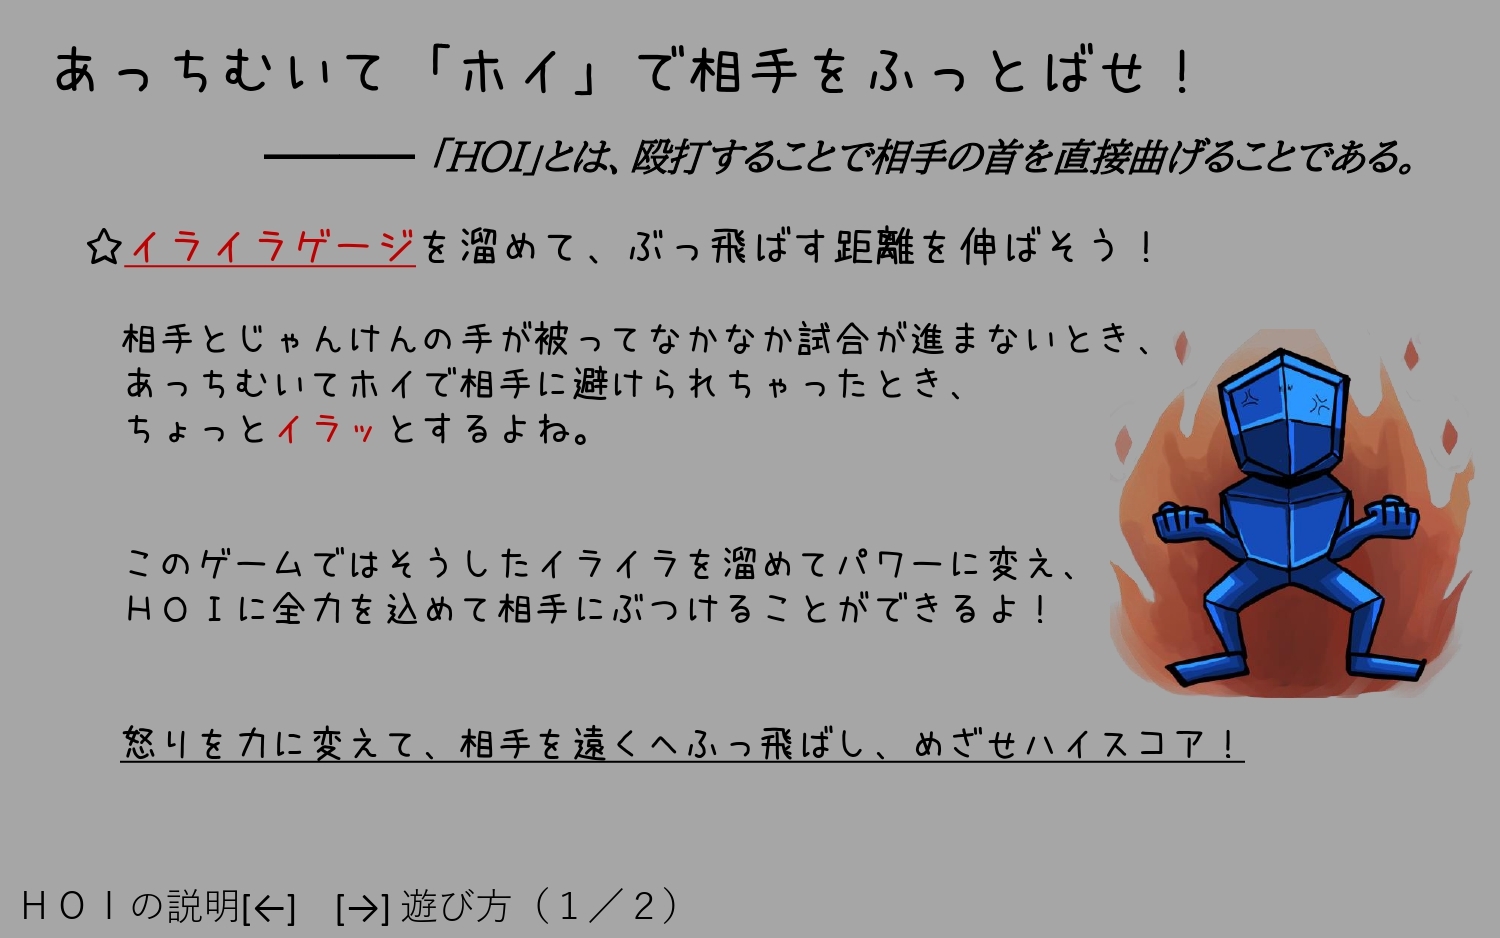 あっちむいて「ホイ」で相手をふっとばせ！
――「HOI」とは、殴打することで相手の首を直接曲げることである。
☆イライラゲージを溜めて、ぶっ飛ばす距離を伸ばそう！
相手とじゃんけんの手が被ってなかなか試合が進まないとき、
あっちむいてホイで相手に避けられちゃったとき、
ちょっとイラッとするよね。
このゲームではそうしたイライラを溜めてパワーに変え、
ＨＯＩに全力を込めて相手にぶつけることができるよ！
怒りを力に変えて、相手を遠くへふっ飛ばし、めざせハイスコア！
ＨＯＩの説明[←]　[→] 遊び方（１／２）